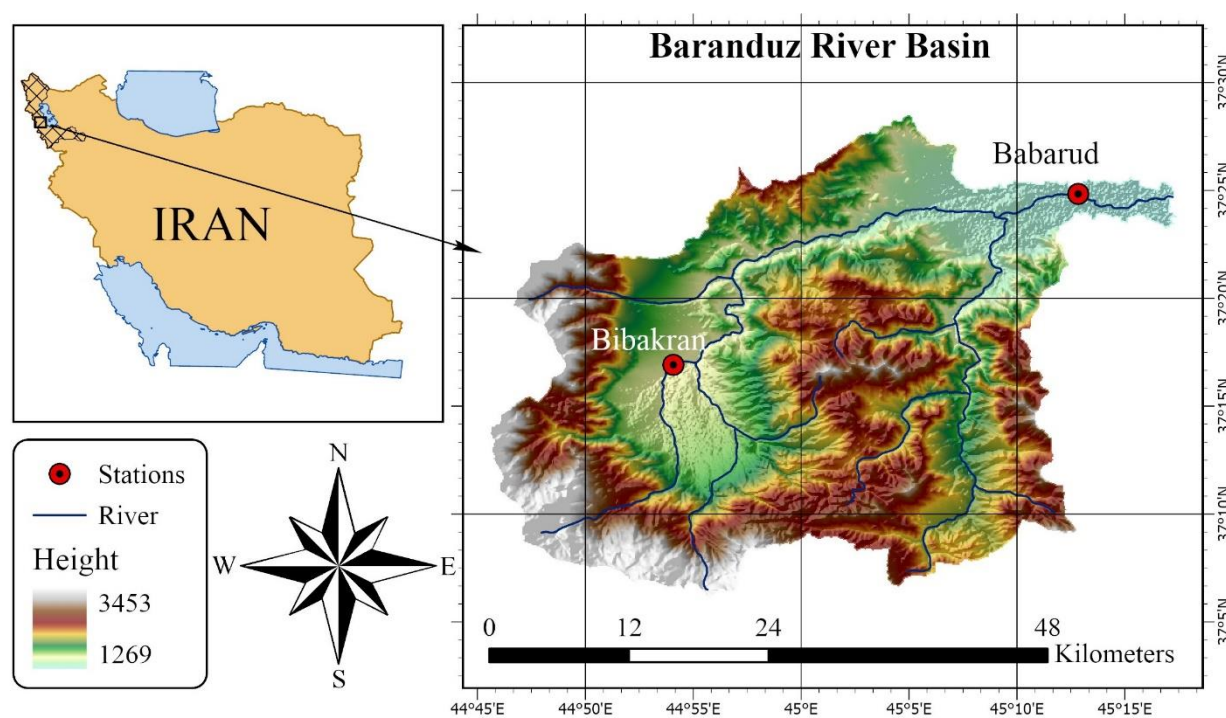 Baranduz River Basin
IRAN
Babarud
Bibakran
Stations
River
Height
3453
1269
N
W
E
S
0
12
24
48
Kilometers
37°30'N
37°25'N
37°20'N
37°15'N
37°10'N
37°5'N
44°45'E
44°50'E
44°55'E
45°E
45°5'E
45°10'E
45°15'E